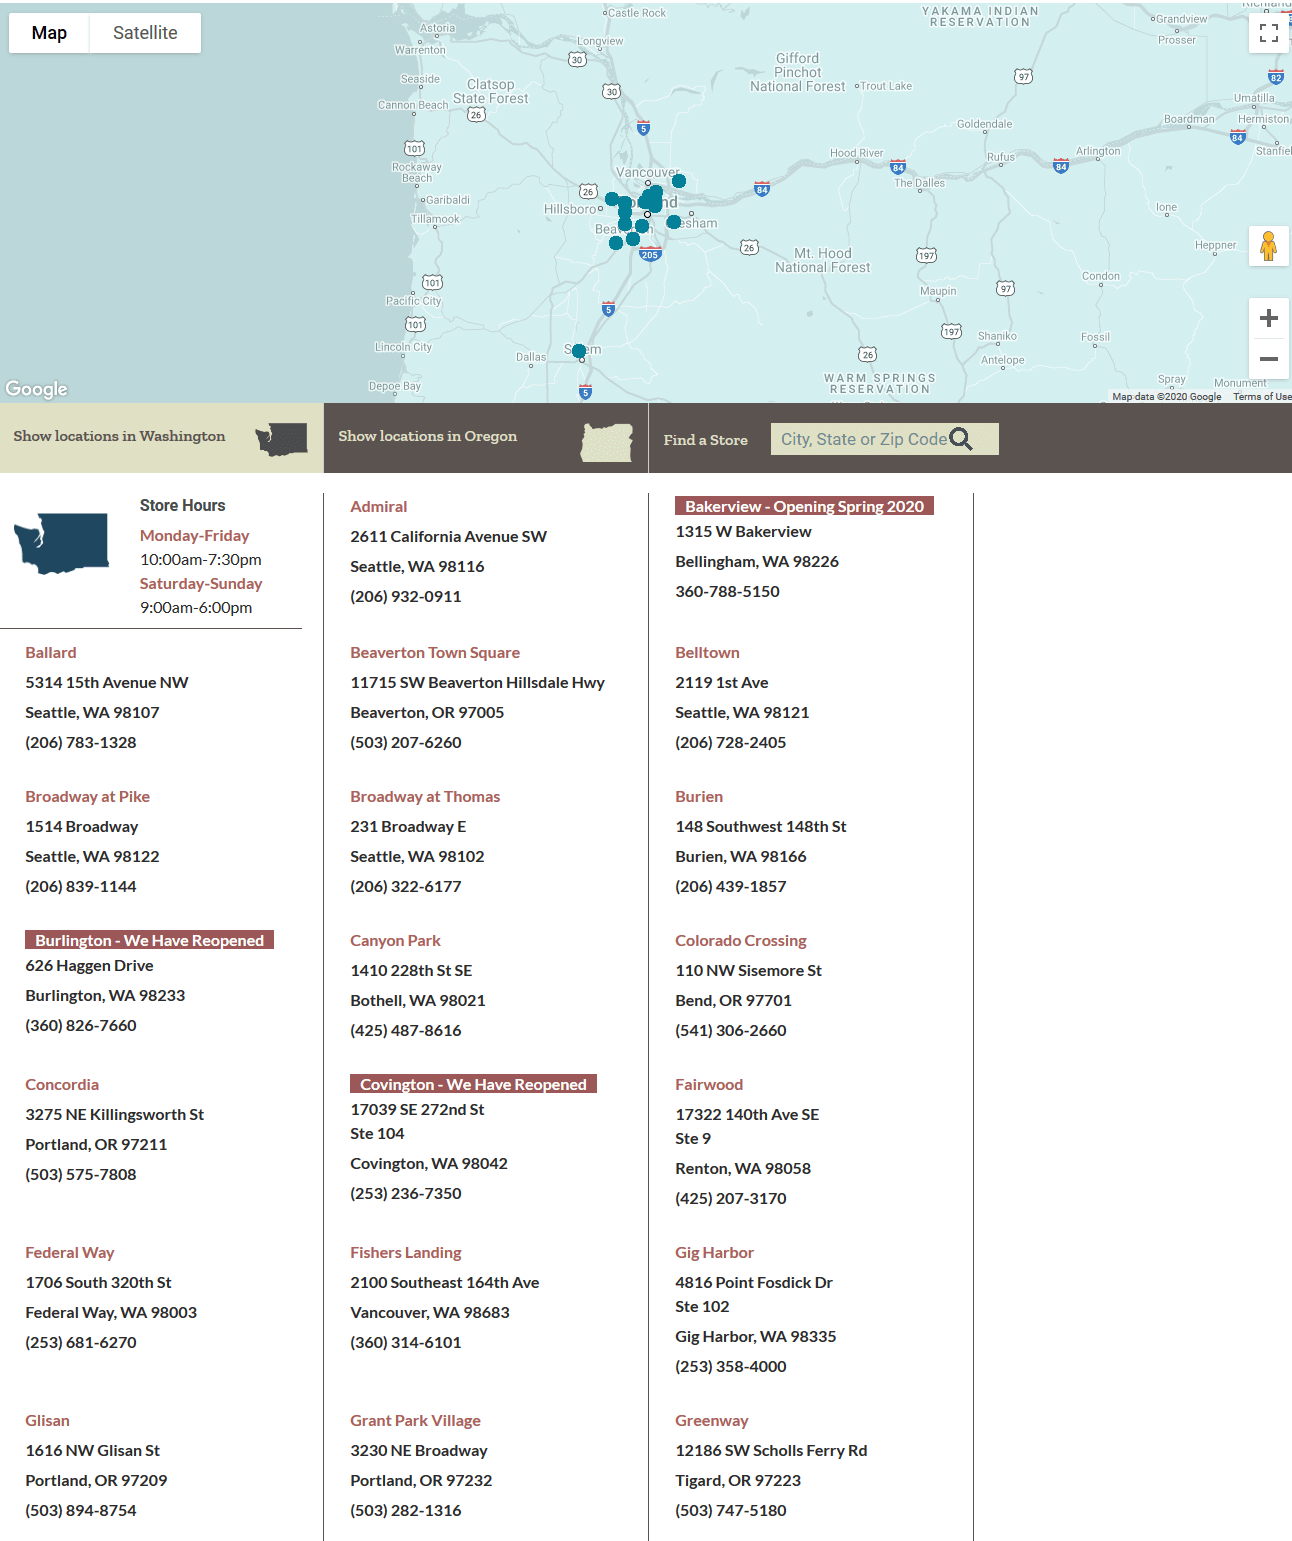 Map
Satellite
Castle Rock
YAKAMA INDIAN
RESERVATION
Grandview
Prosser
Astoria
Warrenton
Longview
30
Gifford
Pinchot
National Forest
Trout Lake
97
82
Seaside
Clatsop
State Forest
Cannon Beach
26
30
Umatilla
Boardman
Hermiston
Goldendale
5
84
101
Rockaway
Beach
Hood River
84
Rufus
84
Arlington
Vancouver
26
84
The Dalles
Garibaldi
Tillamook
Hillsboro
Ione
205
26
Mt. Hood
National Forest
197
Heppner
Condon
101
Pacific City
Maupin
97
5
101
197
Shaniko
Fossil
Lincoln City
Dallas
26
Antelope
Depoe Bay
WARM SPRINGS
RESERVATION
Spray
Monument
5
Google
Map data ©2020 Google
Terms of Use
Show locations in Washington
Show locations in Oregon
Find a Store
City, State or Zip Code
Store Hours
Monday-Friday
10:00am-7:30pm
Saturday-Sunday
9:00am-6:00pm
Admiral
2611 California Avenue SW
Seattle, WA 98116
(206) 932-0911
Bakerview - Opening Spring 2020
1315 W Bakerview
Bellingham, WA 98226
360-788-5150
Ballard
5314 15th Avenue NW
Seattle, WA 98107
(206) 783-1328
Beaverton Town Square
11715 SW Beaverton Hillsdale Hwy
Beaverton, OR 97005
(503) 207-6260
Belltown
2119 1st Ave
Seattle, WA 98121
(206) 728-2405
Broadway at Pike
1514 Broadway
Seattle, WA 98122
(206) 839-1144
Broadway at Thomas
231 Broadway E
Seattle, WA 98102
(206) 322-6177
Burien
148 Southwest 148th St
Burien, WA 98166
(206) 439-1857
Burlington - We Have Reopened
626 Haggen Drive
Burlington, WA 98233
(360) 826-7660
Canyon Park
1410 228th St SE
Bothell, WA 98021
(425) 487-8616
Colorado Crossing
110 NW Sisemore St
Bend, OR 97701
(541) 306-2660
Concordia
3275 NE Killingsworth St
Portland, OR 97211
(503) 575-7808
Covington - We Have Reopened
17039 SE 272nd St
Ste 104
Covington, WA 98042
(253) 236-7350
Fairwood
17322 140th Ave SE
Ste 9
Renton, WA 98058
(425) 207-3170
Federal Way
1706 South 320th St
Federal Way, WA 98003
(253) 681-6270
Fishers Landing
2100 Southeast 164th Ave
Vancouver, WA 98683
(360) 314-6101
Gig Harbor
4816 Point Fosdick Dr
Ste 102
Gig Harbor, WA 98335
(253) 358-4000
Glisan
1616 NW Glisan St
Portland, OR 97209
(503) 894-8754
Grant Park Village
3230 NE Broadway
Portland, OR 97232
(503) 282-1316
Greenway
12186 SW Scholls Ferry Rd
Tigard, OR 97223
(503) 747-5180